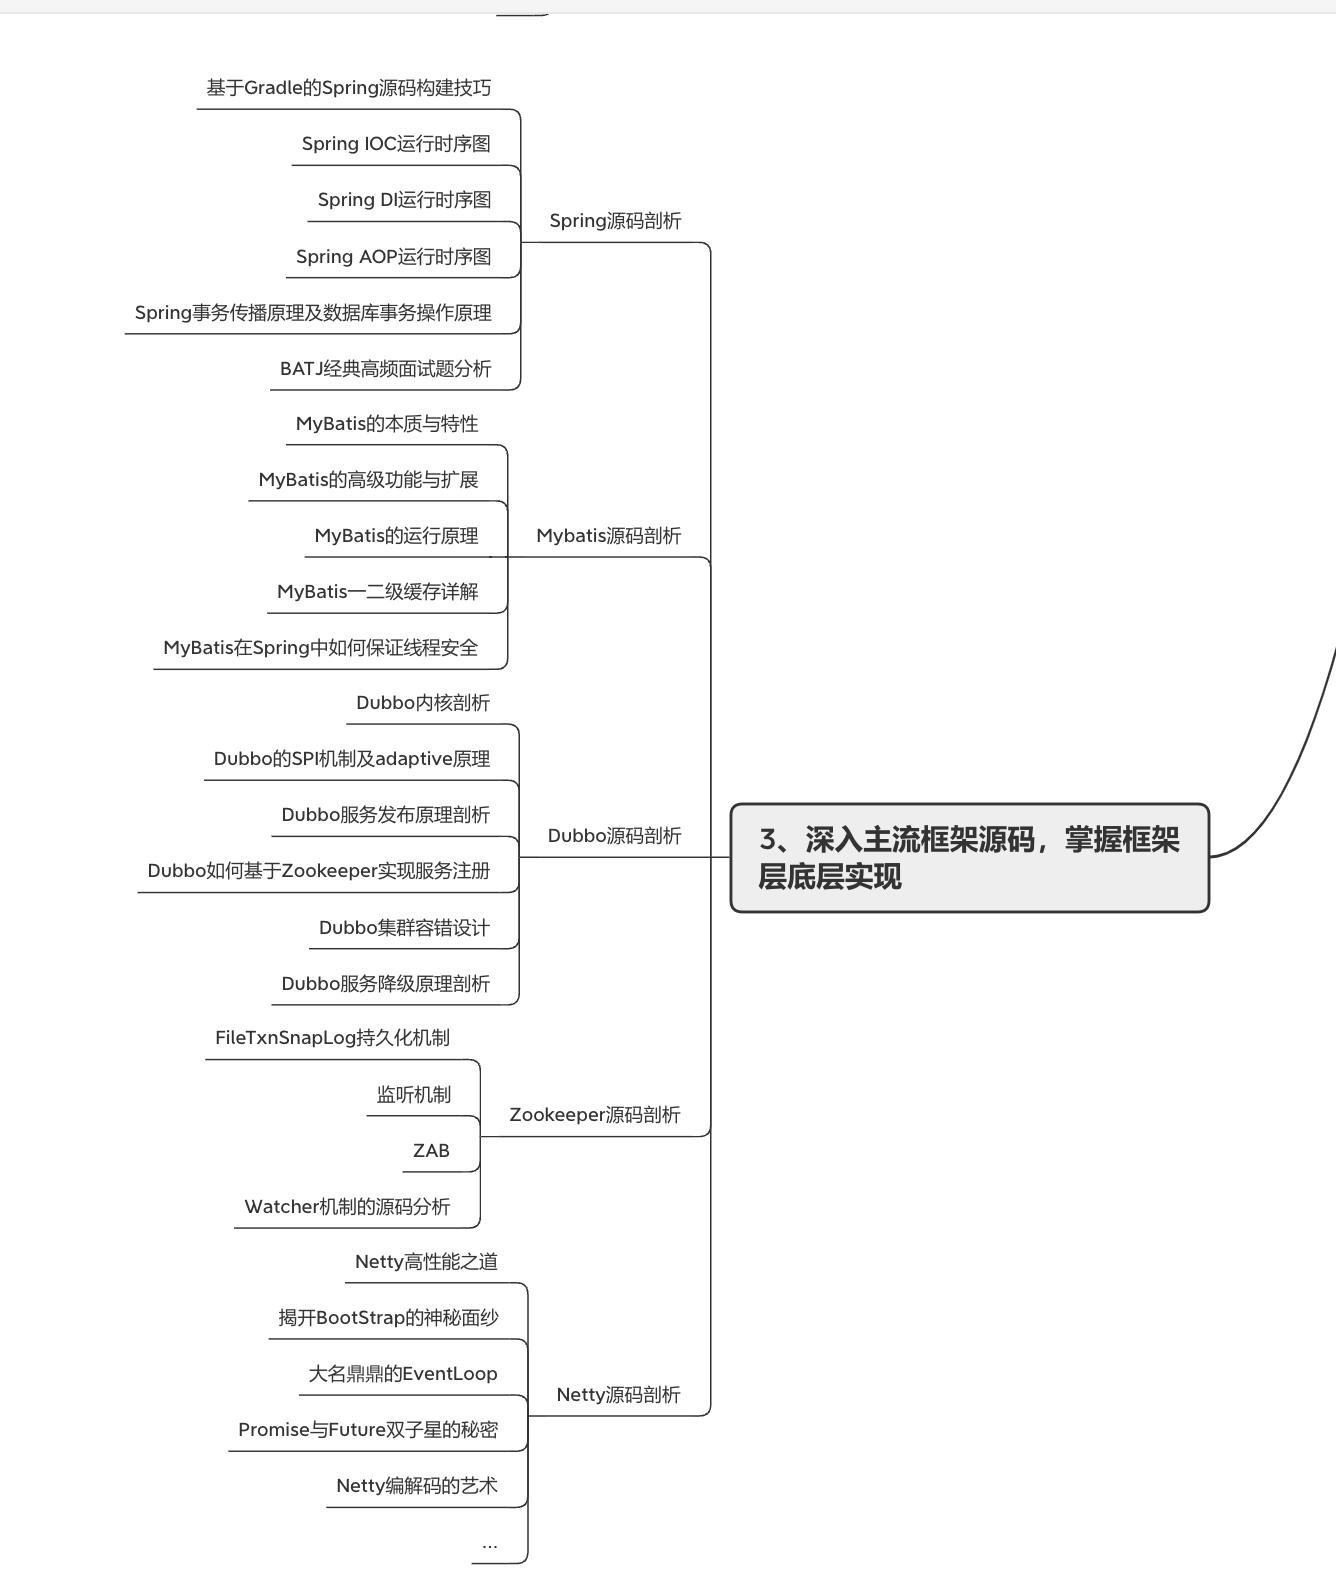 基于Gradle的Spring源码构建技巧
Spring IOC运行时序图
Spring DI运行时序图
Spring AOP运行时序图
Spring事务传播原理及数据库事务操作原理
BATJ经典高频面试题分析
Spring源码剖析
MyBatis的本质与特性
MyBatis的高级功能与扩展
MyBatis的运行原理
MyBatis一二级缓存详解
MyBatis在Spring中如何保证线程安全
Mybatis源码剖析
Dubbo内核剖析
Dubbo的SPI机制及adaptive原理
Dubbo服务发布原理剖析
Dubbo如何基于Zookeeper实现服务注册
Dubbo集群容错设计
Dubbo服务降级原理剖析
Dubbo源码剖析
3、深入主流框架源码，掌握框架
层底层实现
FileTxnSnapLog持久化机制
监听机制
ZAB
Watcher机制的源码分析
Zookeeper源码剖析
Netty高性能之道
揭开BootStrap的神秘面纱
大名鼎鼎的EventLoop
Promise与Future双子星的秘密
Netty编解码的艺术
...
Netty源码剖析